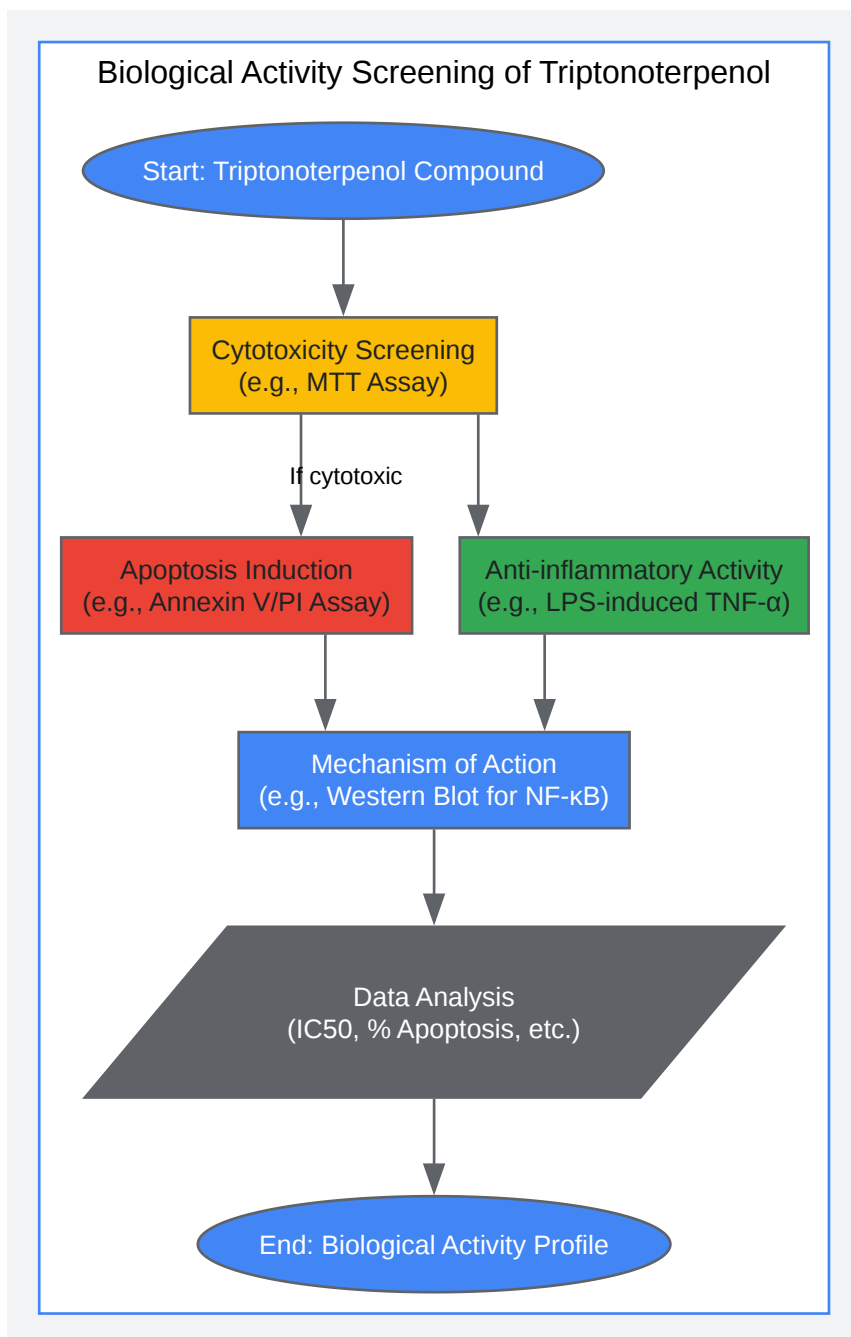 Biological Activity Screening of Triptonoterpenol
Start: Triptonoterpenol Compound
Cytotoxicity Screening
(e.g., MTT Assay)
If cytotoxic
Apoptosis Induction
(e.g., Annexin V/PI Assay)
Anti-inflammatory Activity
(e.g., LPS-induced TNF-α)
Mechanism of Action
(e.g., Western Blot for NF-κB)
Data Analysis
(IC50, % Apoptosis, etc.)
End: Biological Activity Profile